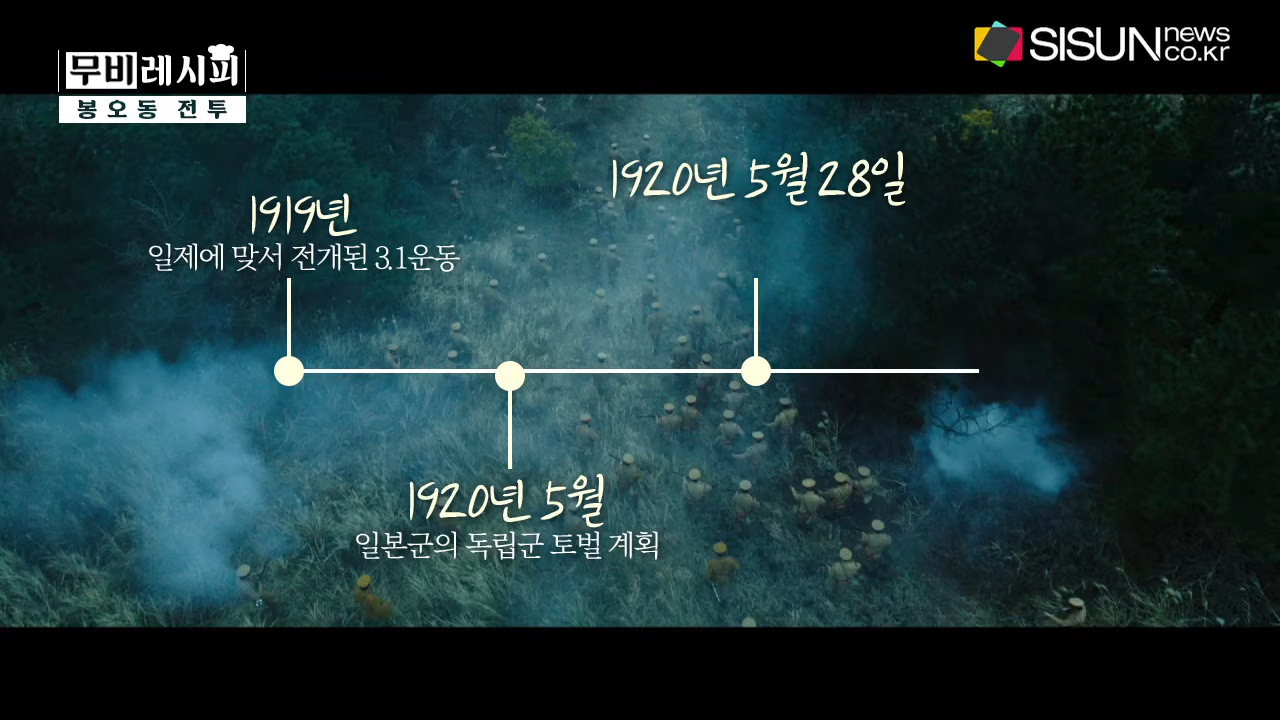 무비레시피
봉오동 전투
SISUN news
co.kr
1920년 5월 28일
1919년
일제에 맞서 전개된 3.1운동
1920년 5월
일본군의 독립군 토벌 계획